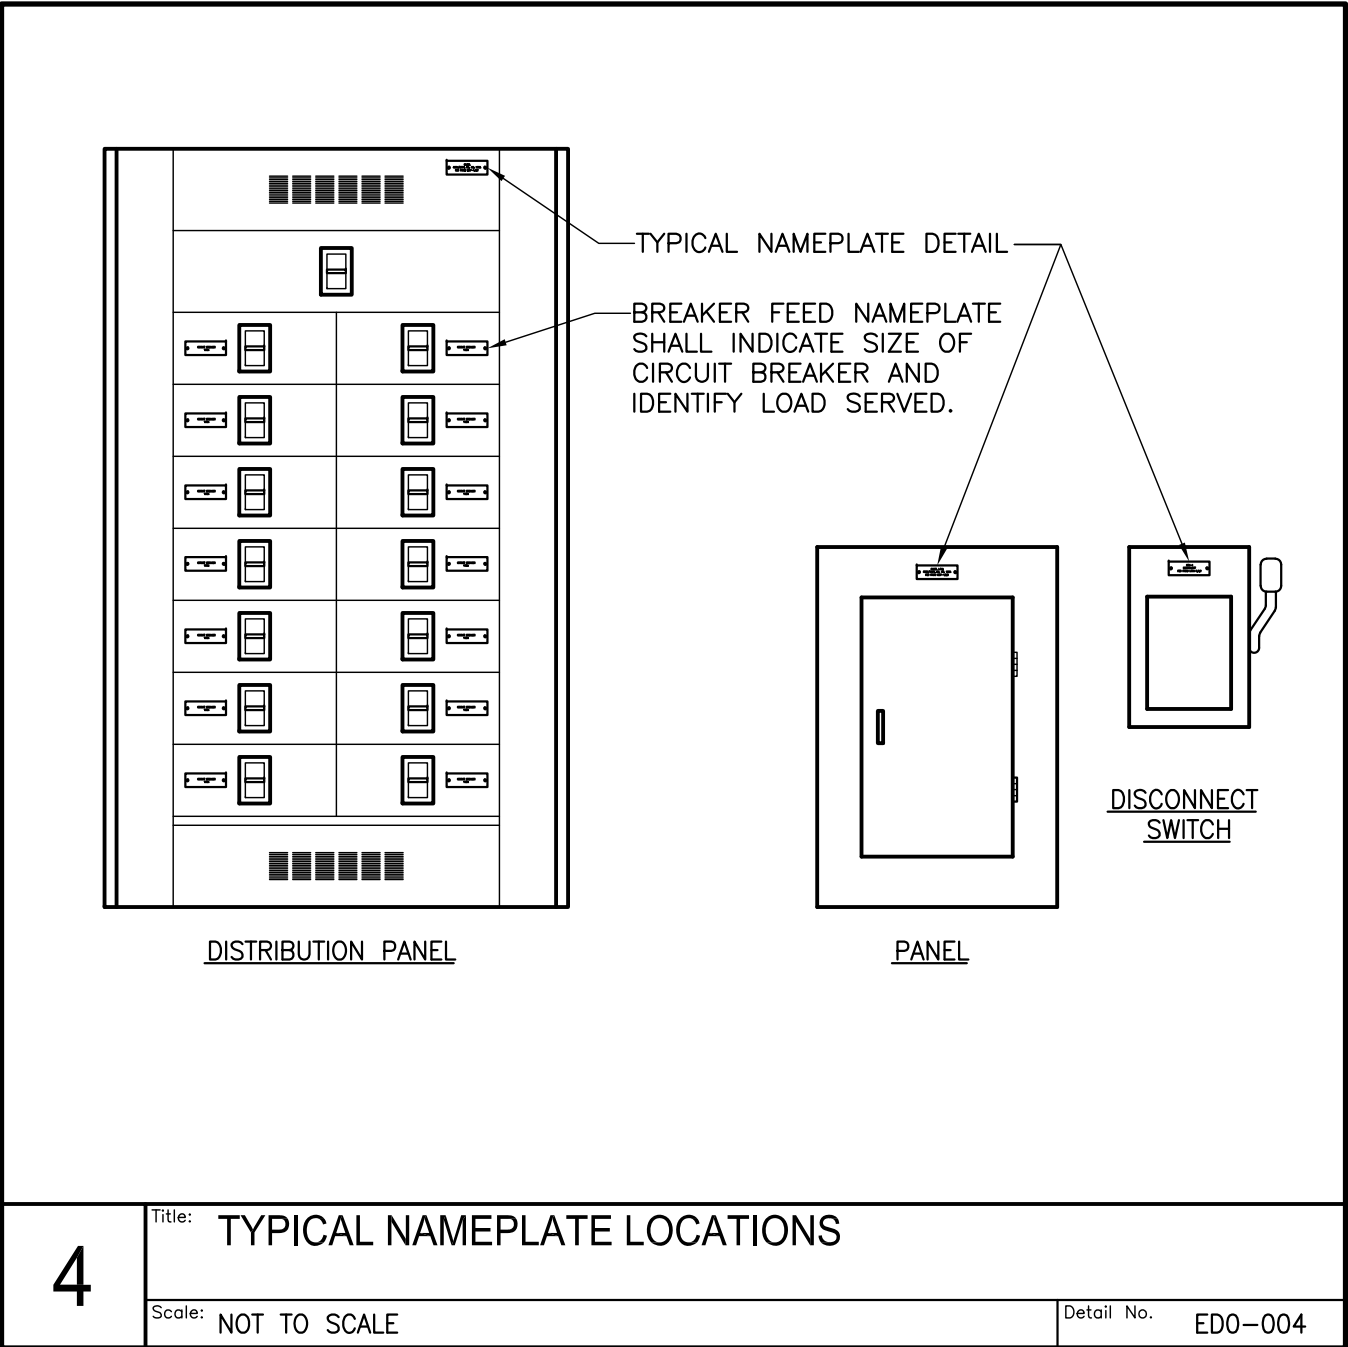 TYPICAL NAMEPLATE DETAIL
BREAKER FEED NAMEPLATE
SHALL INDICATE SIZE OF
CIRCUIT BREAKER AND
IDENTIFY LOAD SERVED.
DISCONNECT
SWITCH
DISTRIBUTION PANEL
PANEL
4
Title: TYPICAL NAMEPLATE LOCATIONS
Scale: NOT TO SCALE
Detail No. ED0-004